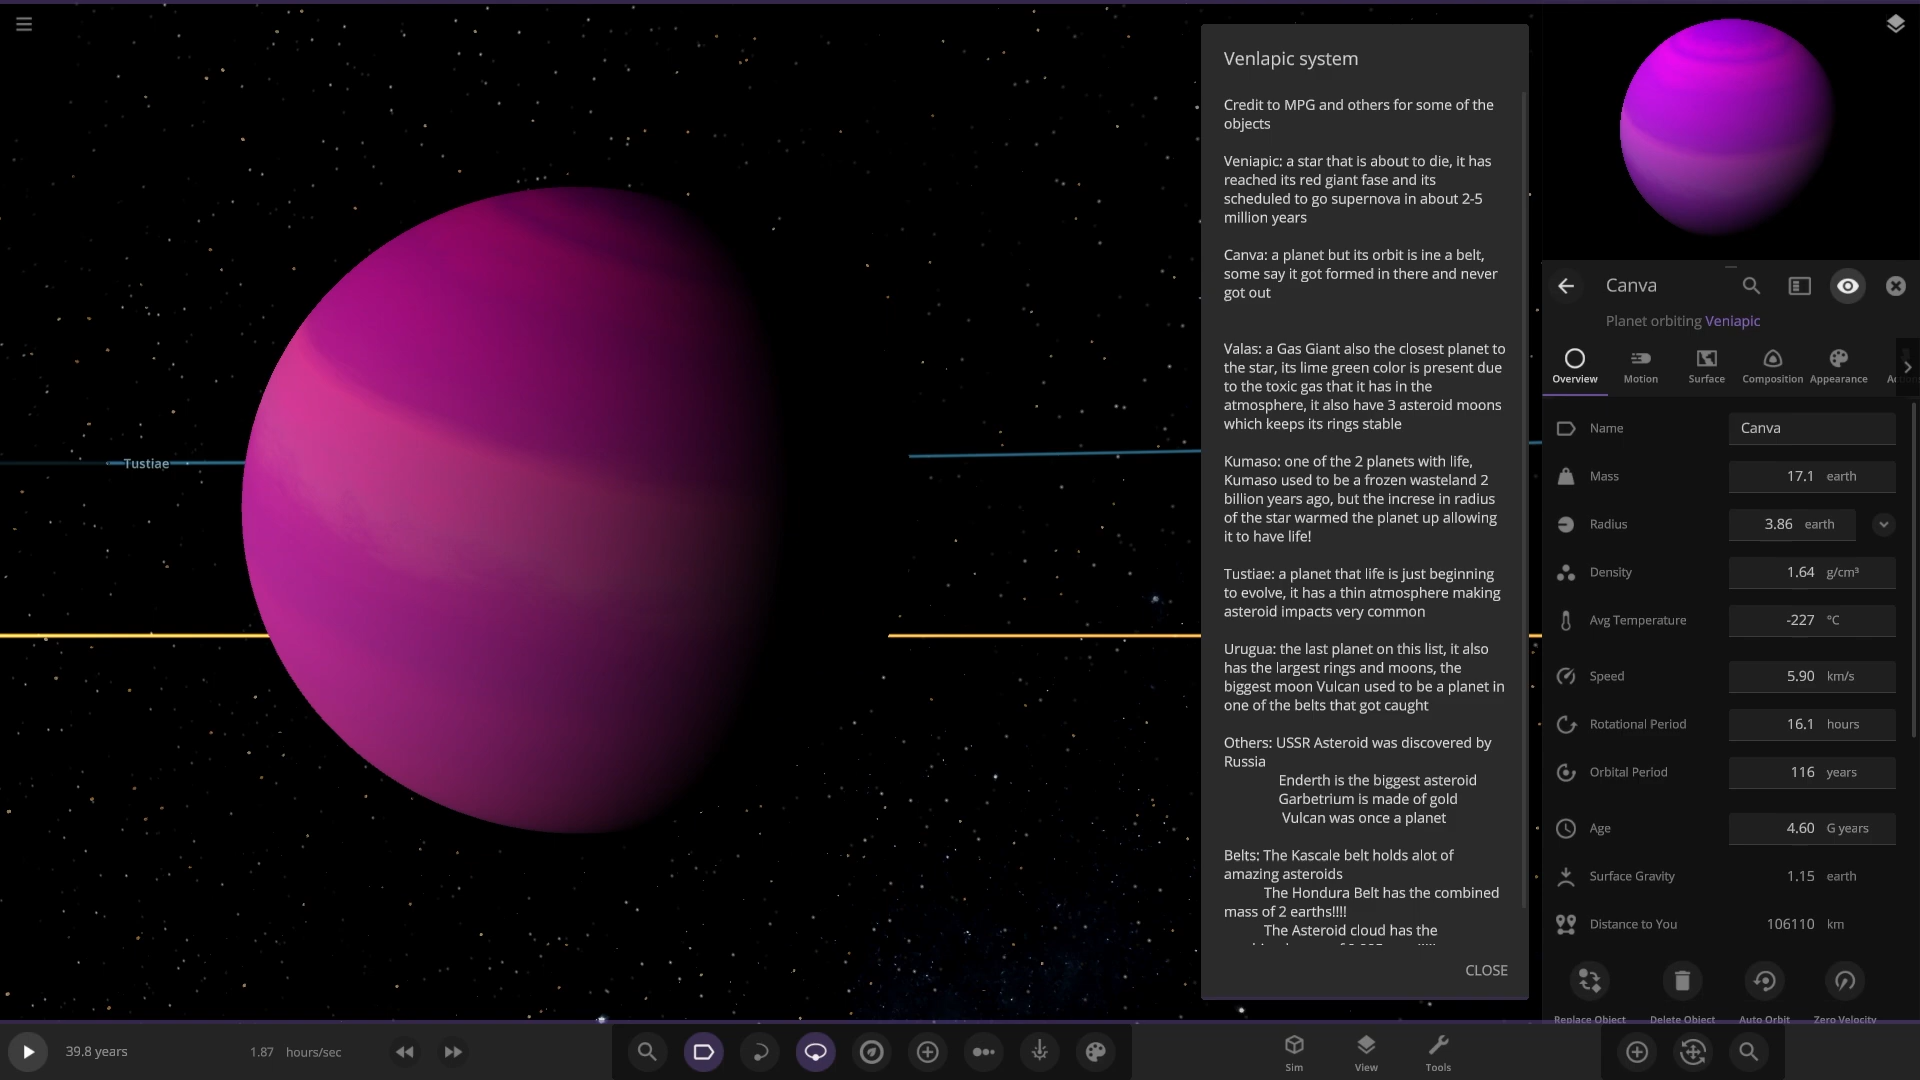 Venlapic system
Credit to MPG and others for some of the
objects
Veniapic: a star that is about to die, it has
reached its red giant fase and its
scheduled to go supernova in about 2-5
million years
Canva: a planet but its orbit is ine a belt,
some say it got formed in there and never
got out
Valas: a Gas Giant also the closest planet to
the star, its lime green color is present due
to the toxic gas that it has in the
atmosphere, it also have 3 asteroid moons
which keeps its rings stable
Kumaso: one of the 2 planets with life,
Kumaso used to be a frozen wasteland 2
billion years ago, but the increse in radius
of the star warmed the planet up allowing
it to have life!
Tustiae: a planet that life is just beginning
to evolve, it has a thin atmosphere making
asteroid impacts very common
Urugua: the last planet on this list, it also
has the largest rings and moons, the
biggest moon Vulcan used to be a planet in
one of the belts that got caught
Others: USSR Asteroid was discovered by
Russia
Enderth is the biggest asteroid
Garbetrium is made of gold
Vulcan was once a planet
Belts: The Kascale belt holds alot of
amazing asteroids
The Hondura Belt has the combined
mass of 2 earths!!!!
The Asteroid cloud has the
CLOSE
Tustiae
Canva
Planet orbiting Veniapic
Overview Motion Surface Composition Appearance
Name Canva
Mass 17.1 earth
Radius 3.86 earth
Density 1.64 g/cm³
Avg Temperature -227 °C
Speed 5.90 km/s
Rotational Period 16.1 hours
Orbital Period 116 years
Age 4.60 G years
Surface Gravity 1.15 earth
Distance to You 106110 km
Replace Object Delete Object Auto Orbit Zero Velocity
39.8 years 1.87 hours/sec
Sim View Tools